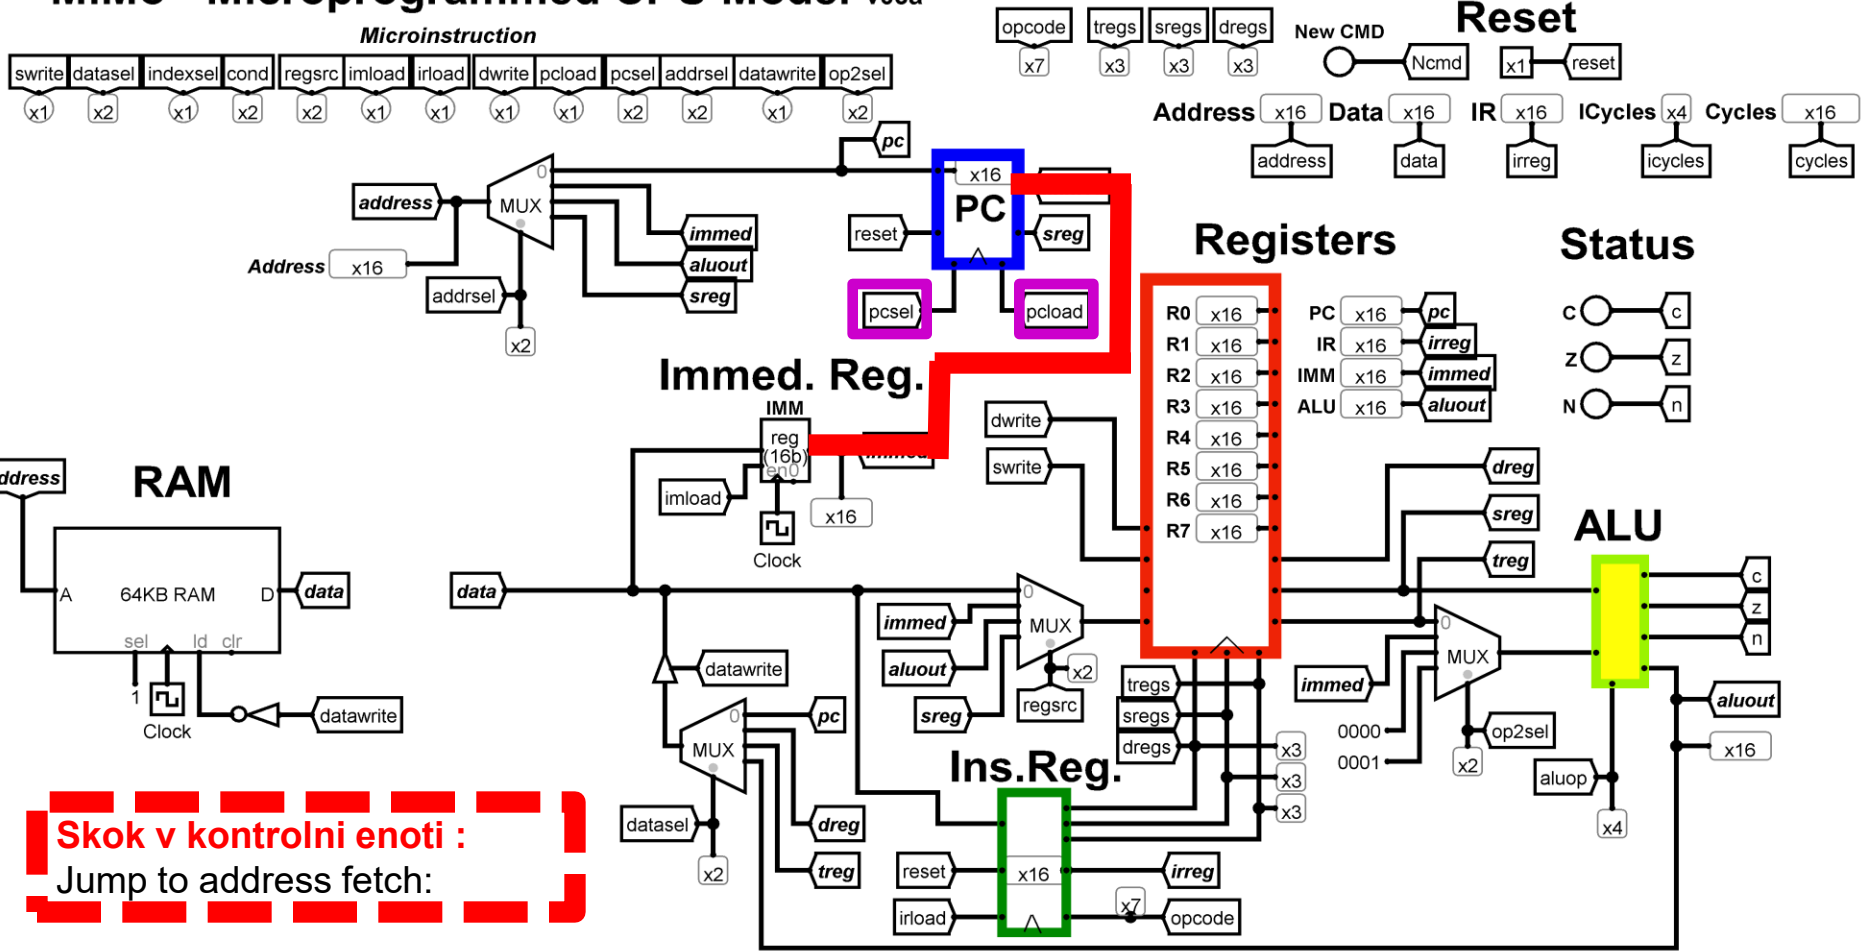 Microinstruction
swrite datasel indexsel cond regsrc imload irload dwrite pcload pcsel addrsel datawrite op2sel
x1 x2 x1 x2 x2 x1 x1 x1 x1 x2 x2 x1 x2
opcode tregs sregs dregs
x7 x3 x3 x3
New CMD
Ncmd
Reset
x1 reset
Address x16 Data x16 IR x16 ICycles x4 Cycles x16
address data irreg icycles cycles
pc
0
MUX
address
Address x16
immed
aluout
sreg
addrsel
x2
x16
PC
reset
sreg
pcsel
pcload
Registers
R0 x16
R1 x16
R2 x16
R3 x16
R4 x16
R5 x16
R6 x16
R7 x16
PC x16 pc
IR x16 irreg
IMM x16 immed
ALU x16 aluout
Status
C c
Z z
N n
Immed. Reg.
IMM
reg
(16b)
en0
imload
x16
Clock
dwrite
swrite
RAM
A 64KB RAM D
data
sel ld clr
1
Clock
datawrite
data
datawrite
0
MUX
pc
dreg
treg
datasel
x2
0
MUX
immed
aluout
sreg
x2
regsrc
tregs
sregs
dregs
x3
x3
x3
dreg
sreg
treg
0
MUX
immed
0000
0001
op2sel
x2
ALU
c
z
n
aluout
x16
aluop
x4
Ins.Reg.
reset
x16
irreg
irload
x7
opcode
Skok v kontrolni enoti :
Jump to address fetch: